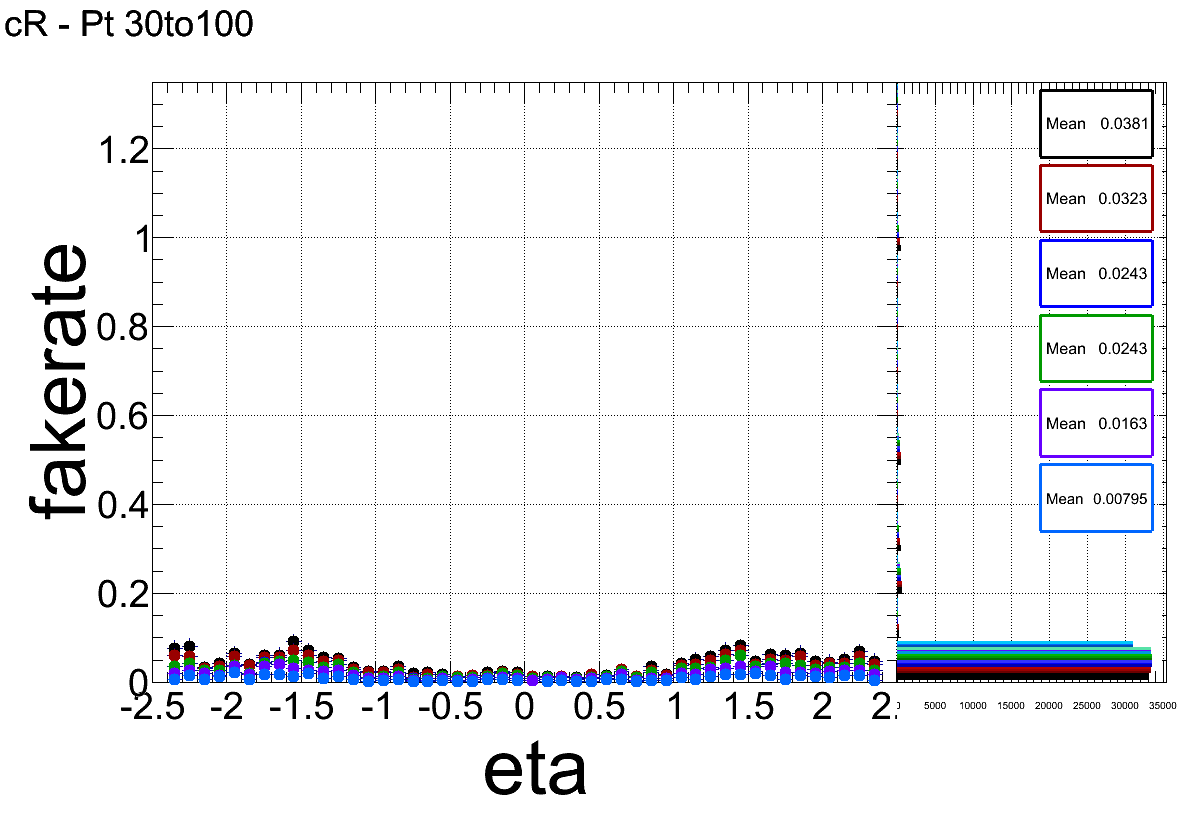 cR - Pt 30to100
fakerate
1.2
1
0.8
0.6
0.4
0.2
0
-2.5 -2 -1.5 -1 -0.5 0 0.5 1 1.5 2 2.
eta
Mean 0.0381
Mean 0.0323
Mean 0.0243
Mean 0.0243
Mean 0.0163
Mean 0.00795
5000 10000 15000 20000 25000 30000 35000